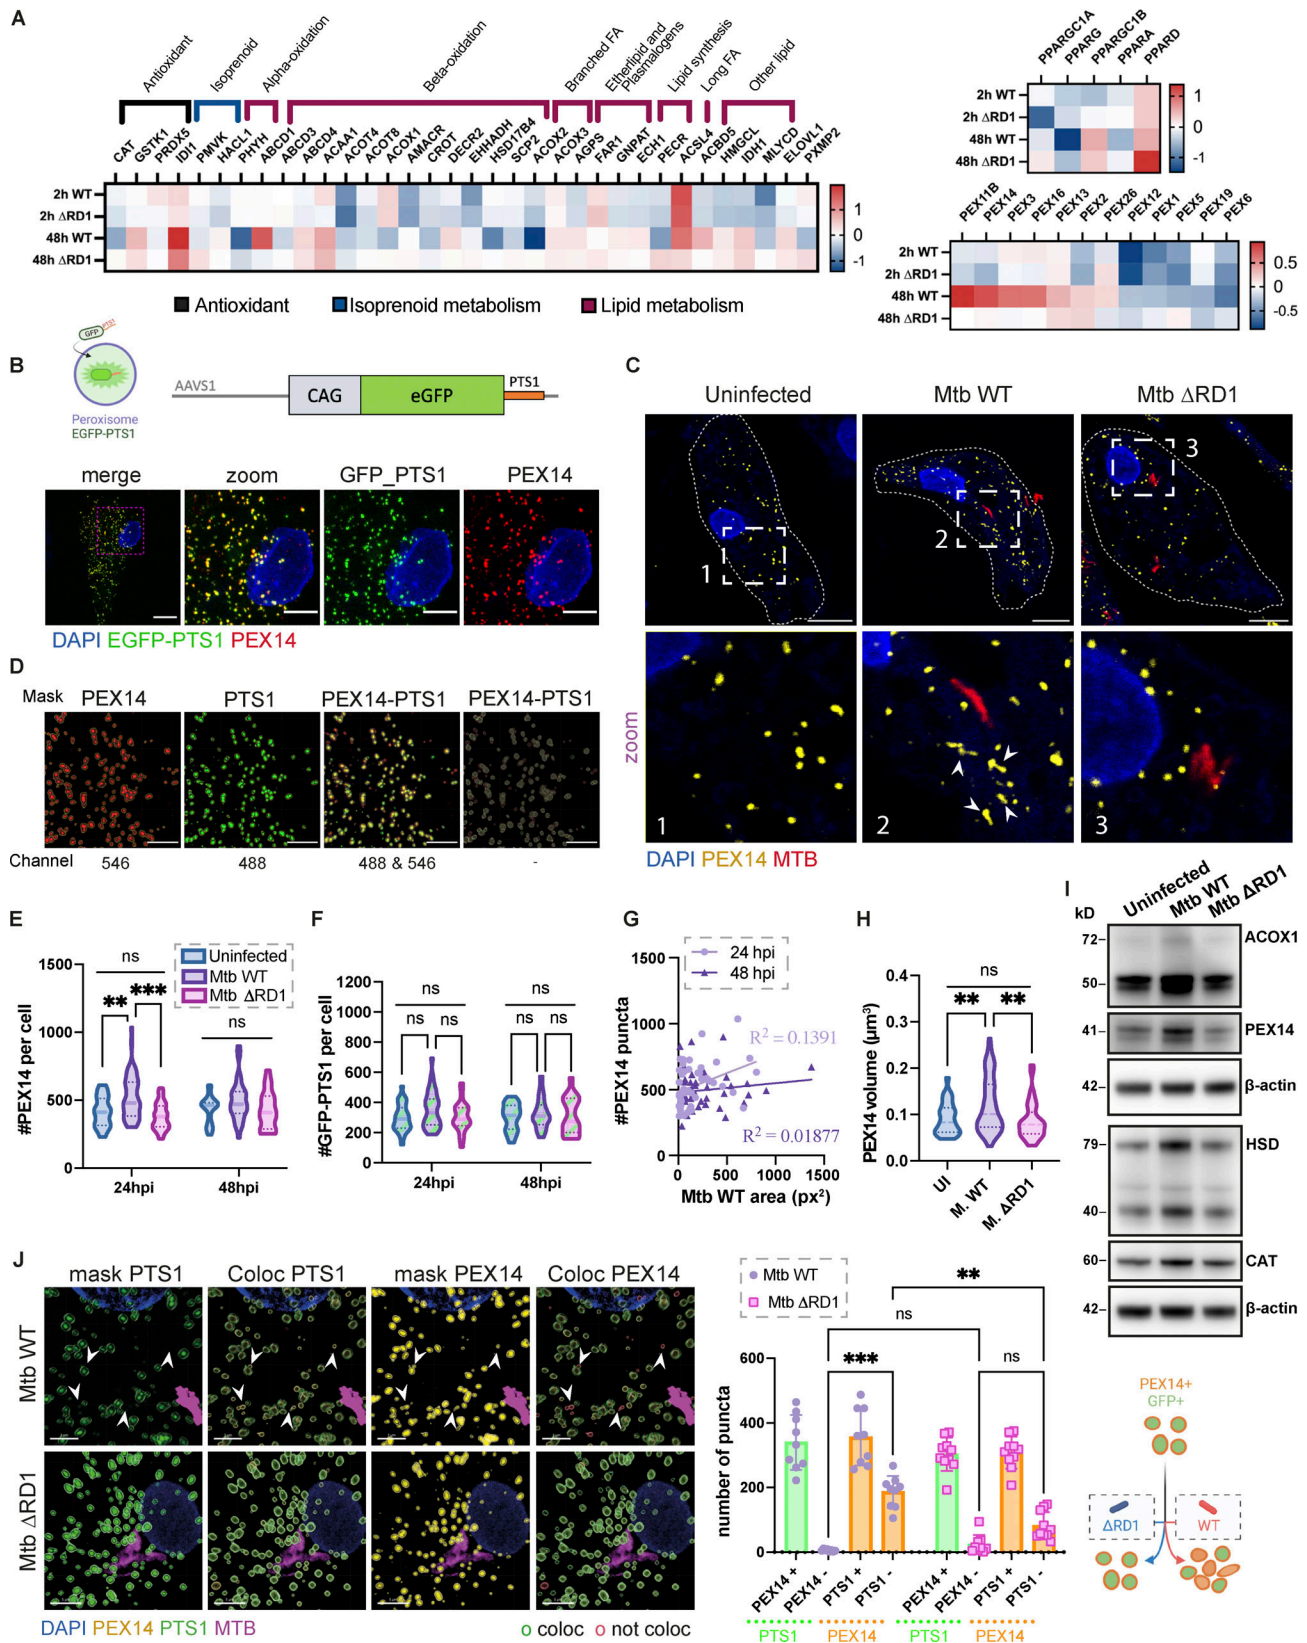 A
Antioxidant
Isoprenoid
Alpha-oxidation
Beta-oxidation
Branched FA
Etherlipid and
Plasmalogens
Lipid synthesis
Long FA
Other lipid
CAT
GSTK1
PRDX5
IDI1
PMVK
HACL1
PHYH
ABCD1
ABCD3
ABCD4
ACAA1
ACOT4
ACOT8
ACOX1
AMACR
CROT
DECR2
EHHADH
HSD17B4
SCP2
ACOX2
ACOX3
AGPS
FAR1
GNPAT
ECH1
PECR
ACSL4
ACBD5
HMGCL
IDH1
MLYCD
ELOVL1
PXMP2
2h WT
2h ΔRD1
48h WT
48h ΔRD1
1
0
-1
Antioxidant
Isoprenoid metabolism
Lipid metabolism
PPARGC1A
PPARG
PPARGC1B
PPARA
PPARD
2h WT
2h ΔRD1
48h WT
48h ΔRD1
1
0
-1
PEX11B
PEX14
PEX3
PEX16
PEX13
PEX2
PEX26
PEX12
PEX1
PEX5
PEX19
PEX6
2h WT
2h ΔRD1
48h WT
48h ΔRD1
0.5
0
-0.5
B
GFP
PTS1
Peroxisome
EGFP-PTS1
AAVS1
CAG
eGFP
PTS1
merge
zoom
GFP_PTS1
PEX14
DAPI EGFP-PTS1 PEX14
C
Uninfected
Mtb WT
Mtb ΔRD1
1
2
3
zoom
1
2
3
DAPI PEX14 MTB
D
Mask
PEX14
PTS1
PEX14-PTS1
PEX14-PTS1
Channel
546
488
488 & 546
-
E
Uninfected
Mtb WT
Mtb ΔRD1
#PEX14 per cell
1500
1000
500
0
ns
**
***
ns
24hpi
48hpi
F
#GFP-PTS1 per cell
1200
1000
800
600
400
200
0
ns
ns
ns
ns
ns
ns
24hpi
48hpi
G
24 hpi
48 hpi
#PEX14 puncta
1500
1000
500
0
R² = 0.1391
R² = 0.01877
0
500
1000
1500
Mtb WT area (px²)
H
PEX14 volume (µm³)
0.4
0.3
0.2
0.1
0.0
ns
**
**
UI
M. WT
M. ΔRD1
I
kD
Uninfected
Mtb WT
Mtb ΔRD1
72
50
ACOX1
41
PEX14
42
β-actin
79
40
HSD
60
CAT
42
β-actin
J
mask PTS1
Coloc PTS1
mask PEX14
Coloc PEX14
Mtb WT
Mtb ΔRD1
DAPI PEX14 PTS1 MTB
o coloc o not coloc
Mtb WT
Mtb ΔRD1
number of puncta
600
400
200
0
**
ns
***
ns
PEX14 +
PEX14 -
PTS1 +
PTS1 -
PEX14 +
PEX14 -
PTS1 +
PTS1 -
PTS1
PEX14
PTS1
PEX14
PEX14+
GFP+
ΔRD1
WT